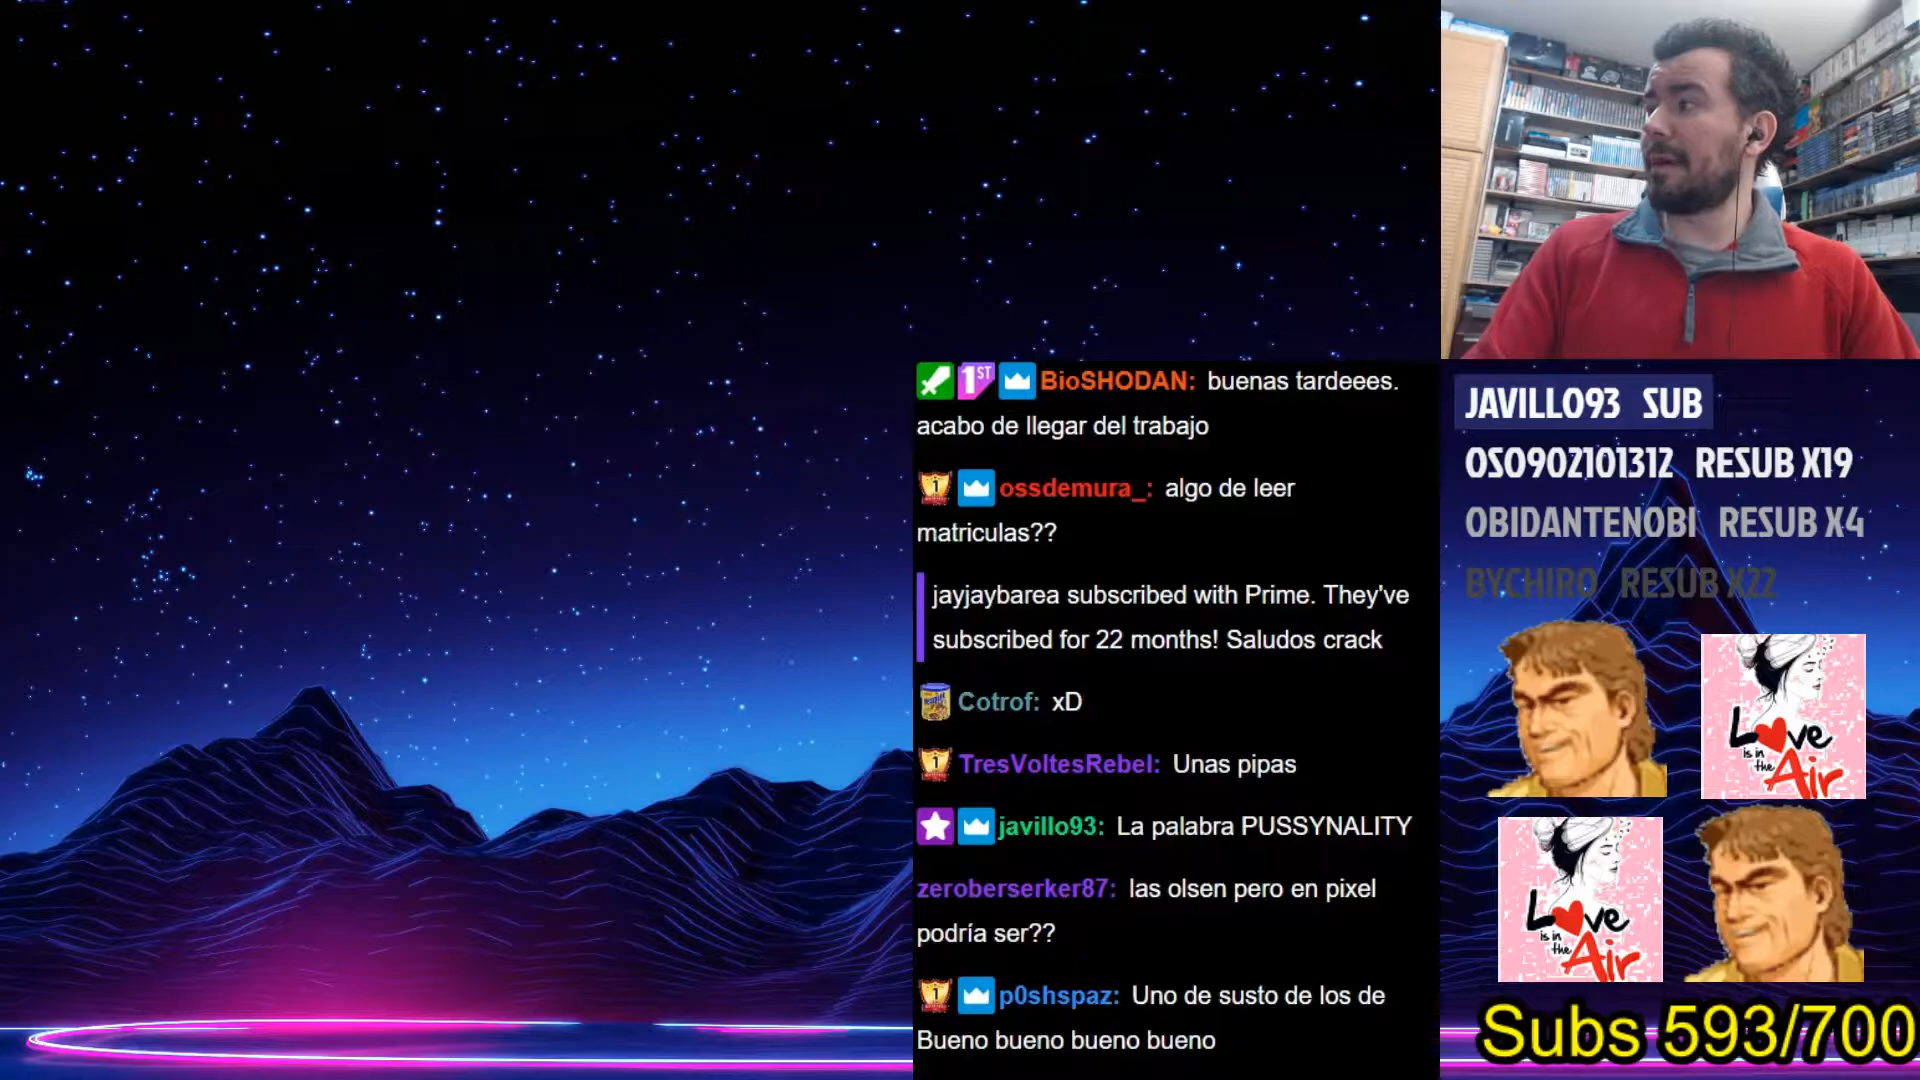 1ST BioSHODAN: buenas tardeees.
acabo de llegar del trabajo
1 ossdemura_: algo de leer
matriculas??
jayjaybarea subscribed with Prime. They've
subscribed for 22 months! Saludos crack
Cotrof: xD
1 TresVoltesRebel: Unas pipas
javillo93: La palabra PUSSYNALITY
zeroberserker87: las olsen pero en pixel
podría ser??
1 p0shspaz: Uno de susto de los de
Bueno bueno bueno bueno
JAVILLO93 SUB
OSO902101312 RESUB X19
OBIDANTENOBI RESUB X4
BYCHIRO RESUB X22
Love
is in
the Air
Love
is in
the Air
Subs 593/700